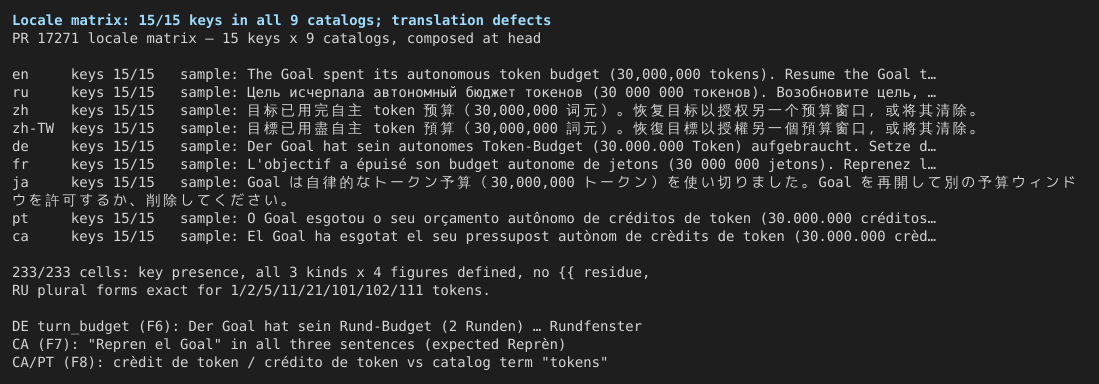 Locale matrix: 15/15 keys in all 9 catalogs; translation defects
PR 17271 locale matrix — 15 keys x 9 catalogs, composed at head
en keys 15/15 sample: The Goal spent its autonomous token budget (30,000,000 tokens). Resume the Goal t…
ru keys 15/15 sample: Цель исчерпала автономный бюджет токенов (30 000 000 токенов). Возобновите цель, …
zh keys 15/15 sample: 目标已用完自主 token 预算（30,000,000 词元）。恢复目标以授权另一个预算窗口，或将其清除。
zh-TW keys 15/15 sample: 目標已用盡自主 token 預算（30,000,000 詞元）。恢復目標以授權另一個預算窗口，或將其清除。
de keys 15/15 sample: Der Goal hat sein autonomes Token-Budget (30.000.000 Token) aufgebraucht. Setze d…
fr keys 15/15 sample: L'objectif a épuisé son budget autonome de jetons (30 000 000 jetons). Reprenez l…
ja keys 15/15 sample: Goal は自律的なトークン予算（30,000,000 トークン）を使い切りました。Goal を再開して別の予算ウィンド
ウを許可するか、削除してください。
pt keys 15/15 sample: O Goal esgotou o seu orçamento autônomo de créditos de token (30.000.000 créditos…
ca keys 15/15 sample: El Goal ha esgotat el seu pressupost autònom de crèdits de token (30.000.000 crèd…
233/233 cells: key presence, all 3 kinds x 4 figures defined, no {{ residue,
RU plural forms exact for 1/2/5/11/21/101/102/111 tokens.
DE turn_budget (F6): Der Goal hat sein Rund-Budget (2 Runden) … Rundfenster
CA (F7): "Repren el Goal" in all three sentences (expected Reprèn)
CA/PT (F8): crèdit de token / crédito de token vs catalog term "tokens"